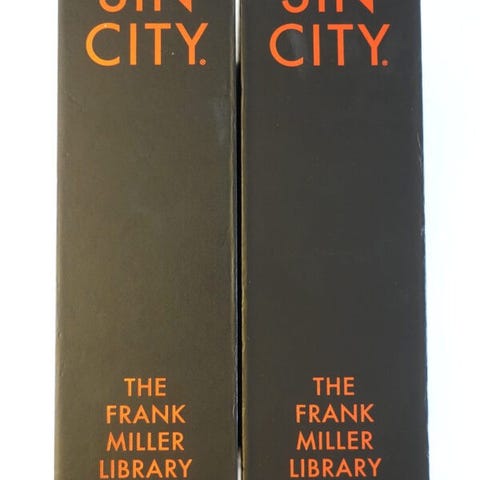 SIN
CITY.
THE
FRANK
MILLER
LIBRARY
SIN
CITY.
THE
FRANK
MILLER
LIBRARY